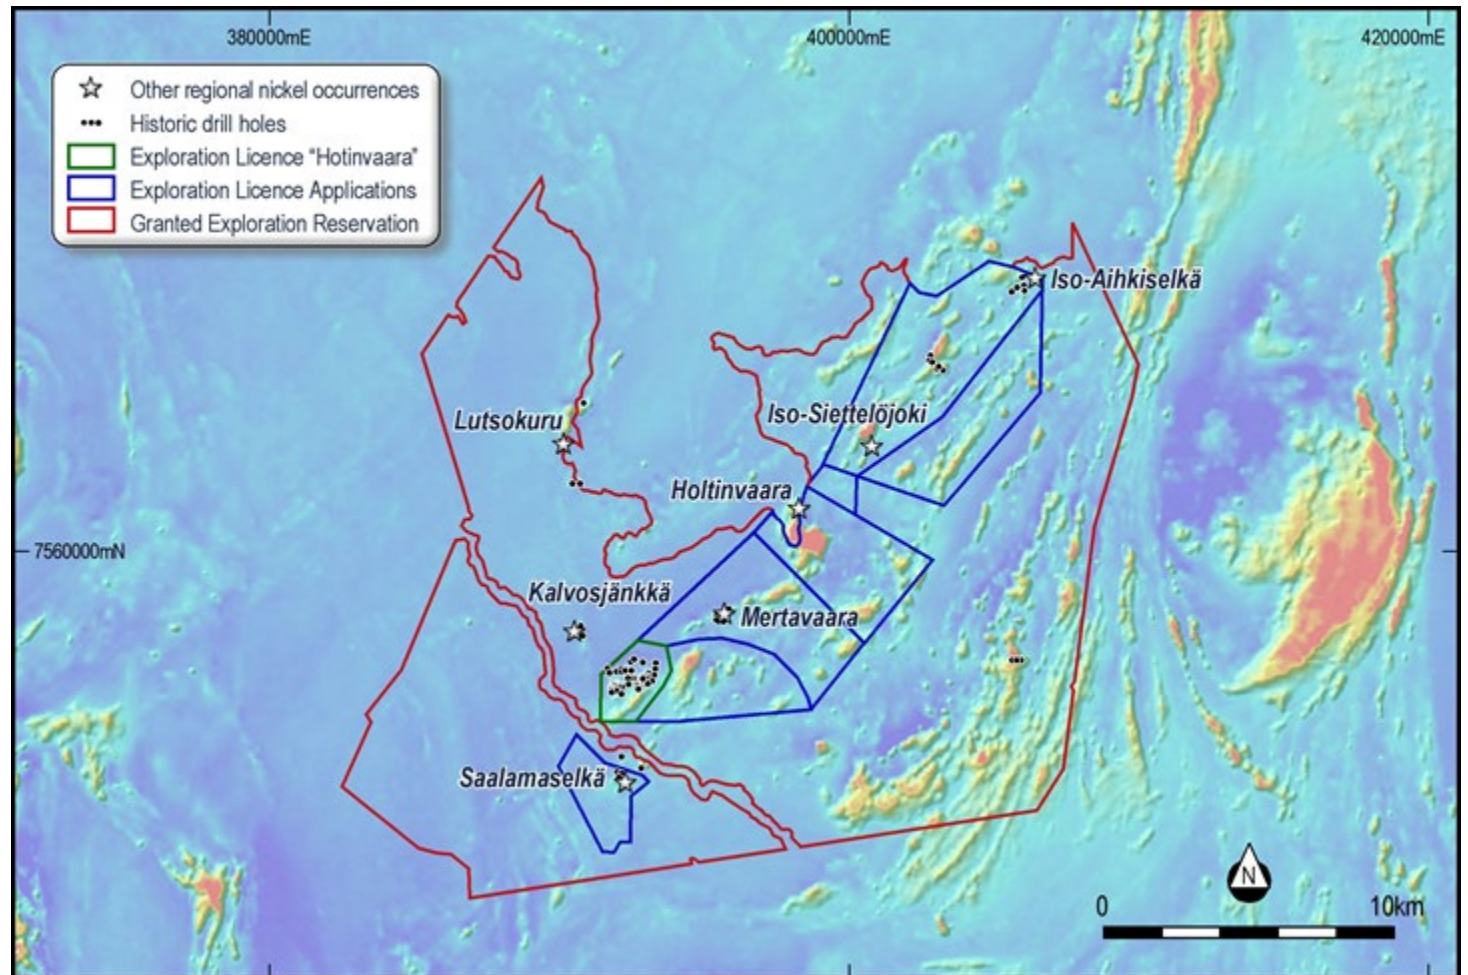 380000mE
400000mE
420000mE
Other regional nickel occurrences
Historic drill holes
Exploration Licence "Hotinvaara"
Exploration Licence Applications
Granted Exploration Reservation
Iso-Aihkiselkä
Lutsokuru
Iso-Siettelöjoki
Holtinvaara
7560000mN
Kalvosjänkkä
Mertavaara
Saalamaselkä
N
0
10km